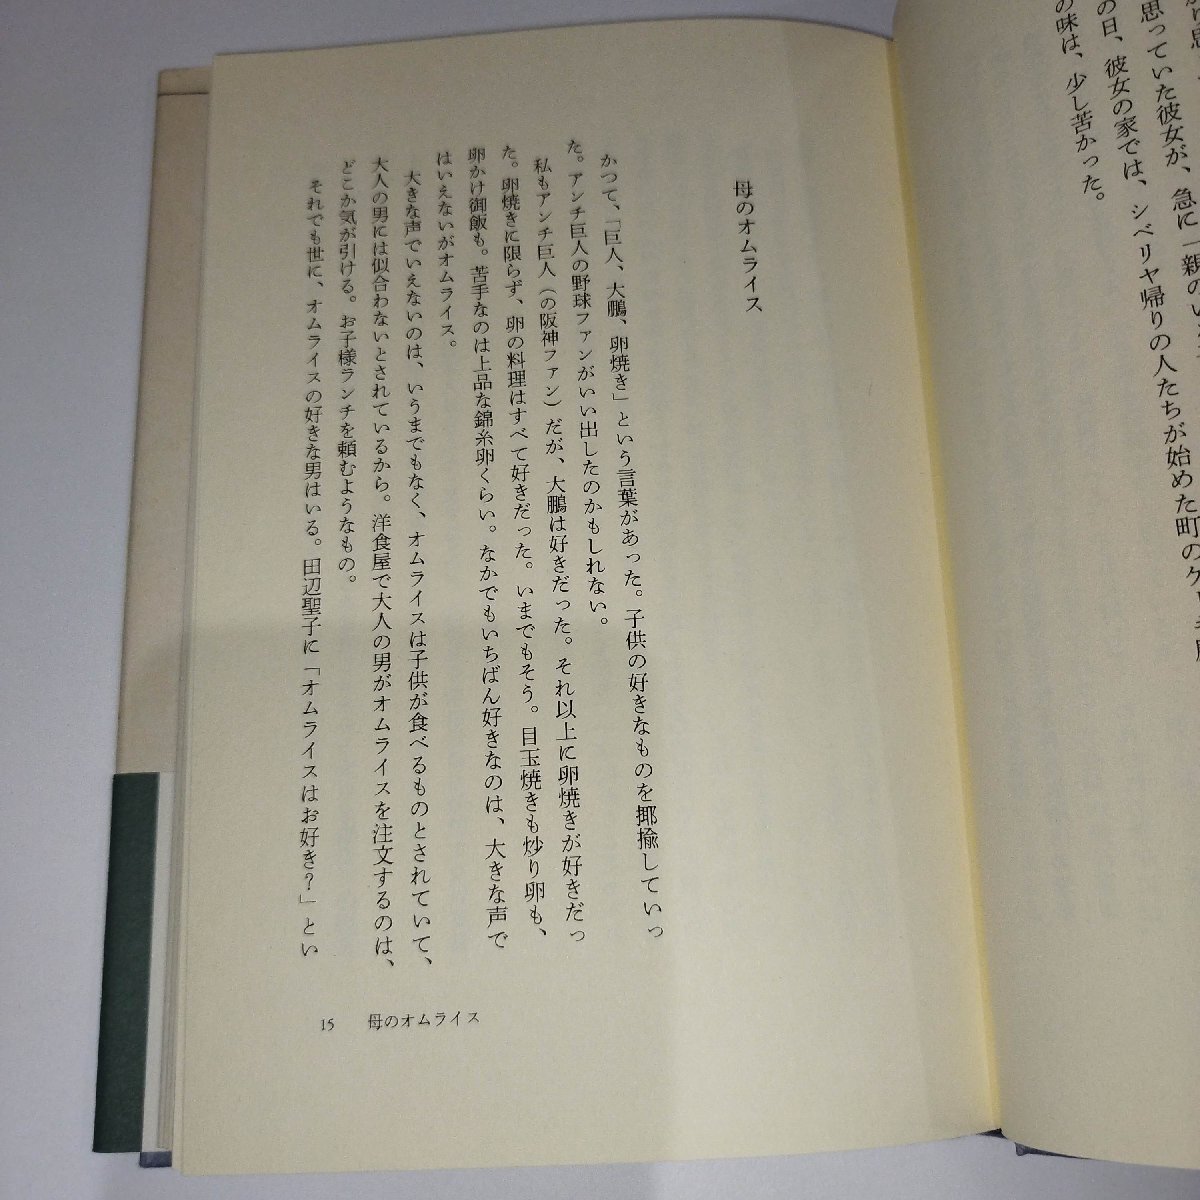 思っていた彼女が、急に「親のい
の日、彼女の家では、シベリヤ帰りの人たちが始めた町の
の味は、少し苦かった。
母のオムライス
かつて、「巨人、大鵬、卵焼き」という言葉があった。子供の好きなものを揶揄していっ
た。アンチ巨人の野球ファンがいい出したのかもしれない。
私もアンチ巨人（の阪神ファン）だが、大鵬は好きだった。それ以上に卵焼きが好きだっ
た。卵焼きに限らず、卵の料理はすべて好きだった。いまでもそう。目玉焼きも炒り卵も、
卵かけ御飯も。苦手なのは上品な錦糸卵くらい。なかでもいちばん好きなのは、大きな声で
はいえないがオムライス。
大きな声でいえないのは、いうまでもなく、オムライスは子供が食べるものとされていて、
大人の男には似合わないとされているから。洋食屋で大人の男がオムライスを注文するのは、
どこか気が引ける。お子様ランチを頼むようなもの。
それでも世に、オムライスの好きな男はいる。田辺聖子に「オムライスはお好き？」とい
15 母のオムライス